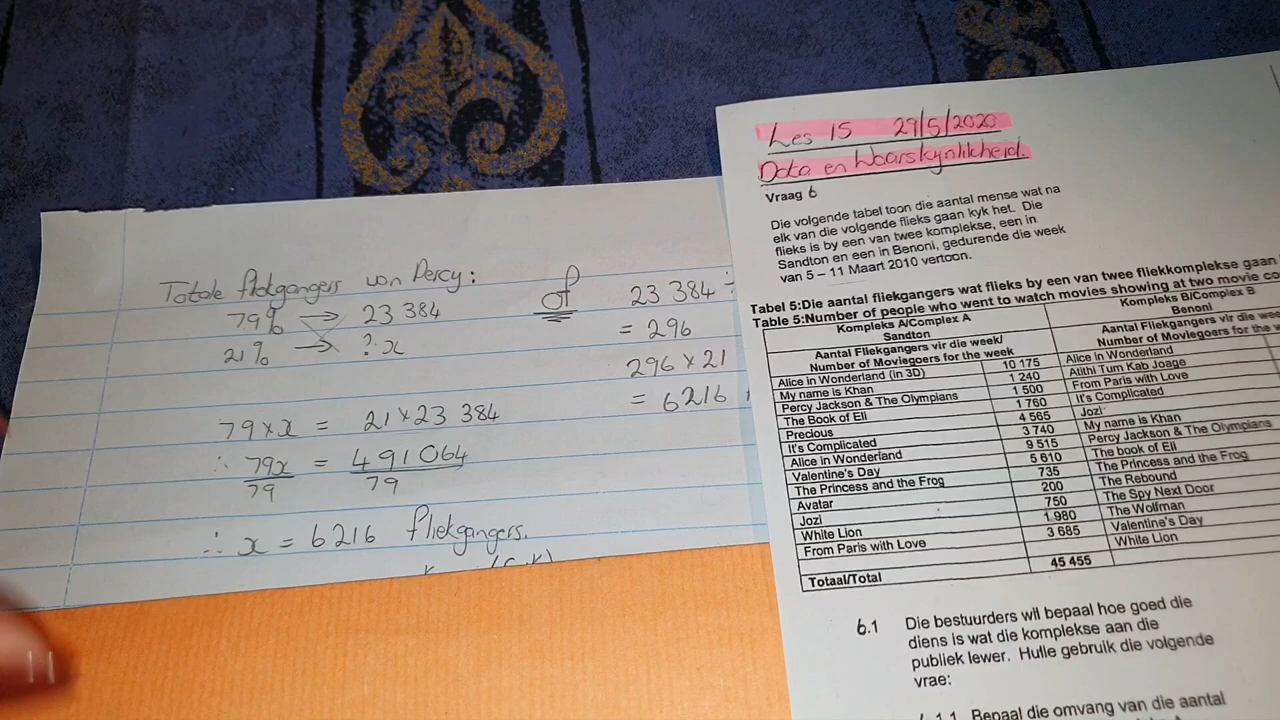 Totale fliekgangers van Percy:
79% → 23 384
21% → ? x
79 × x = 21 × 23 384
∴ 79x = 491 064
79 79
∴ x = 6216 fliekgangers.
of
23 384 ÷
= 296
296 × 21
= 6216
Les 15 29/5/2020
Data en Waarskynlikheid.
Vraag 6
Die volgende tabel toon die aantal mense wat na
elk van die volgende flieks gaan kyk het. Die
flieks is by een van twee komplekse, een in
Sandton en een in Benoni, gedurende die week
van 5 – 11 Maart 2010 vertoon.
Tabel 5:Die aantal fliekgangers wat flieks by een van twee fliekkomplekse gaan
Table 5:Number of people who went to watch movies showing at two movie co
Kompleks A/Complex A
Sandton
Aantal Fliekgangers vir die week/
Number of Moviegoers for the week
Alice in Wonderland (in 3D) 10 175
My name is Khan 1 240
Percy Jackson & The Olympians 1 500
The Book of Eli 1 760
Precious 4 565
It's Complicated 3 740
Alice in Wonderland 9 515
Valentine's Day 5 610
The Princess and the Frog 735
Avatar 200
Jozi 750
White Lion 1 980
From Paris with Love 3 685
Totaal/Total 45 455
Kompleks B/Complex B
Benoni
Aantal Fliekgangers vir die wee
Number of Moviegoers for the
Alice in Wonderland
Atithi Tum Kab Joage
From Paris with Love
It's Complicated
Jozi
My name is Khan
Percy Jackson & The Olympians
The book of Eli
The Princess and the Frog
The Rebound
The Spy Next Door
The Wolfman
Valentine's Day
White Lion
6.1 Die bestuurders wil bepaal hoe goed die
diens is wat die komplekse aan die
publiek lewer. Hulle gebruik die volgende
vrae:
Bepaal die omvang van die aantal